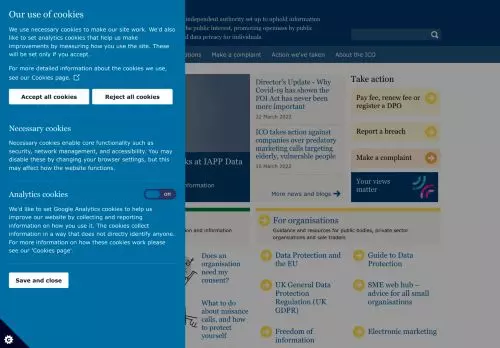 Our use of cookies
We use necessary cookies to make our site work. We'd also
like to set analytics cookies that help us make
improvements by measuring how you use the site. These
will be set only if you accept.
For more detailed information about the cookies we use,
see our Cookies page.
Accept all cookies
Reject all cookies
Necessary cookies
Necessary cookies enable core functionality such as
security, network management, and accessibility. You may
disable these by changing your browser settings, but this
may affect how the website functions.
Analytics cookies
Off
We'd like to set Google Analytics cookies to help us
improve our website by collecting and reporting
information on how you use it. The cookies collect
information in a way that does not directly identify anyone.
For more information on how these cookies work please
see our 'Cookies page'.
Save and close
independent authority set up to uphold information
the public interest, promoting openness by public
d data privacy for individuals.
Make a complaint
Action we've taken
About the ICO
ks at IAPP Data
nformation
Director's Update - Why
Covid-19 has shown the
FOI Act has never been
more important
22 March 2022
ICO takes action against
companies over predatory
marketing calls targeting
elderly, vulnerable people
16 March 2022
More news and blogs
Take action
Pay fee, renew fee or
register a DPO
Report a breach
Make a complaint
Your views
matter
tion and information
Does an
organisation
need my
consent?
What to do
about nuisance
calls, and how
to protect
yourself
For organisations
Guidance and resources for public bodies, private
sector organisations and sole traders
Data Protection and
the EU
UK General Data
Protection
Regulation (UK
GDPR)
Freedom of
information
Guide to Data
Protection
SME web hub –
advice for all small
organisations
Electronic marketing